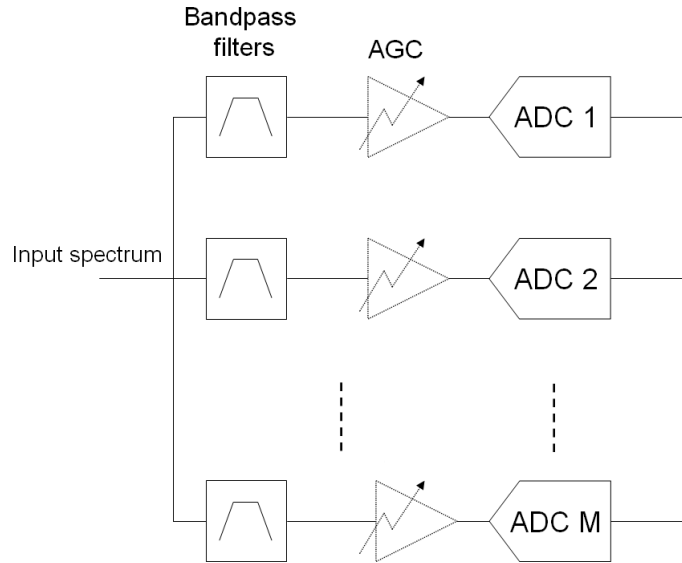 Bandpass
filters
AGC
ADC 1
Input spectrum
ADC 2
ADC M